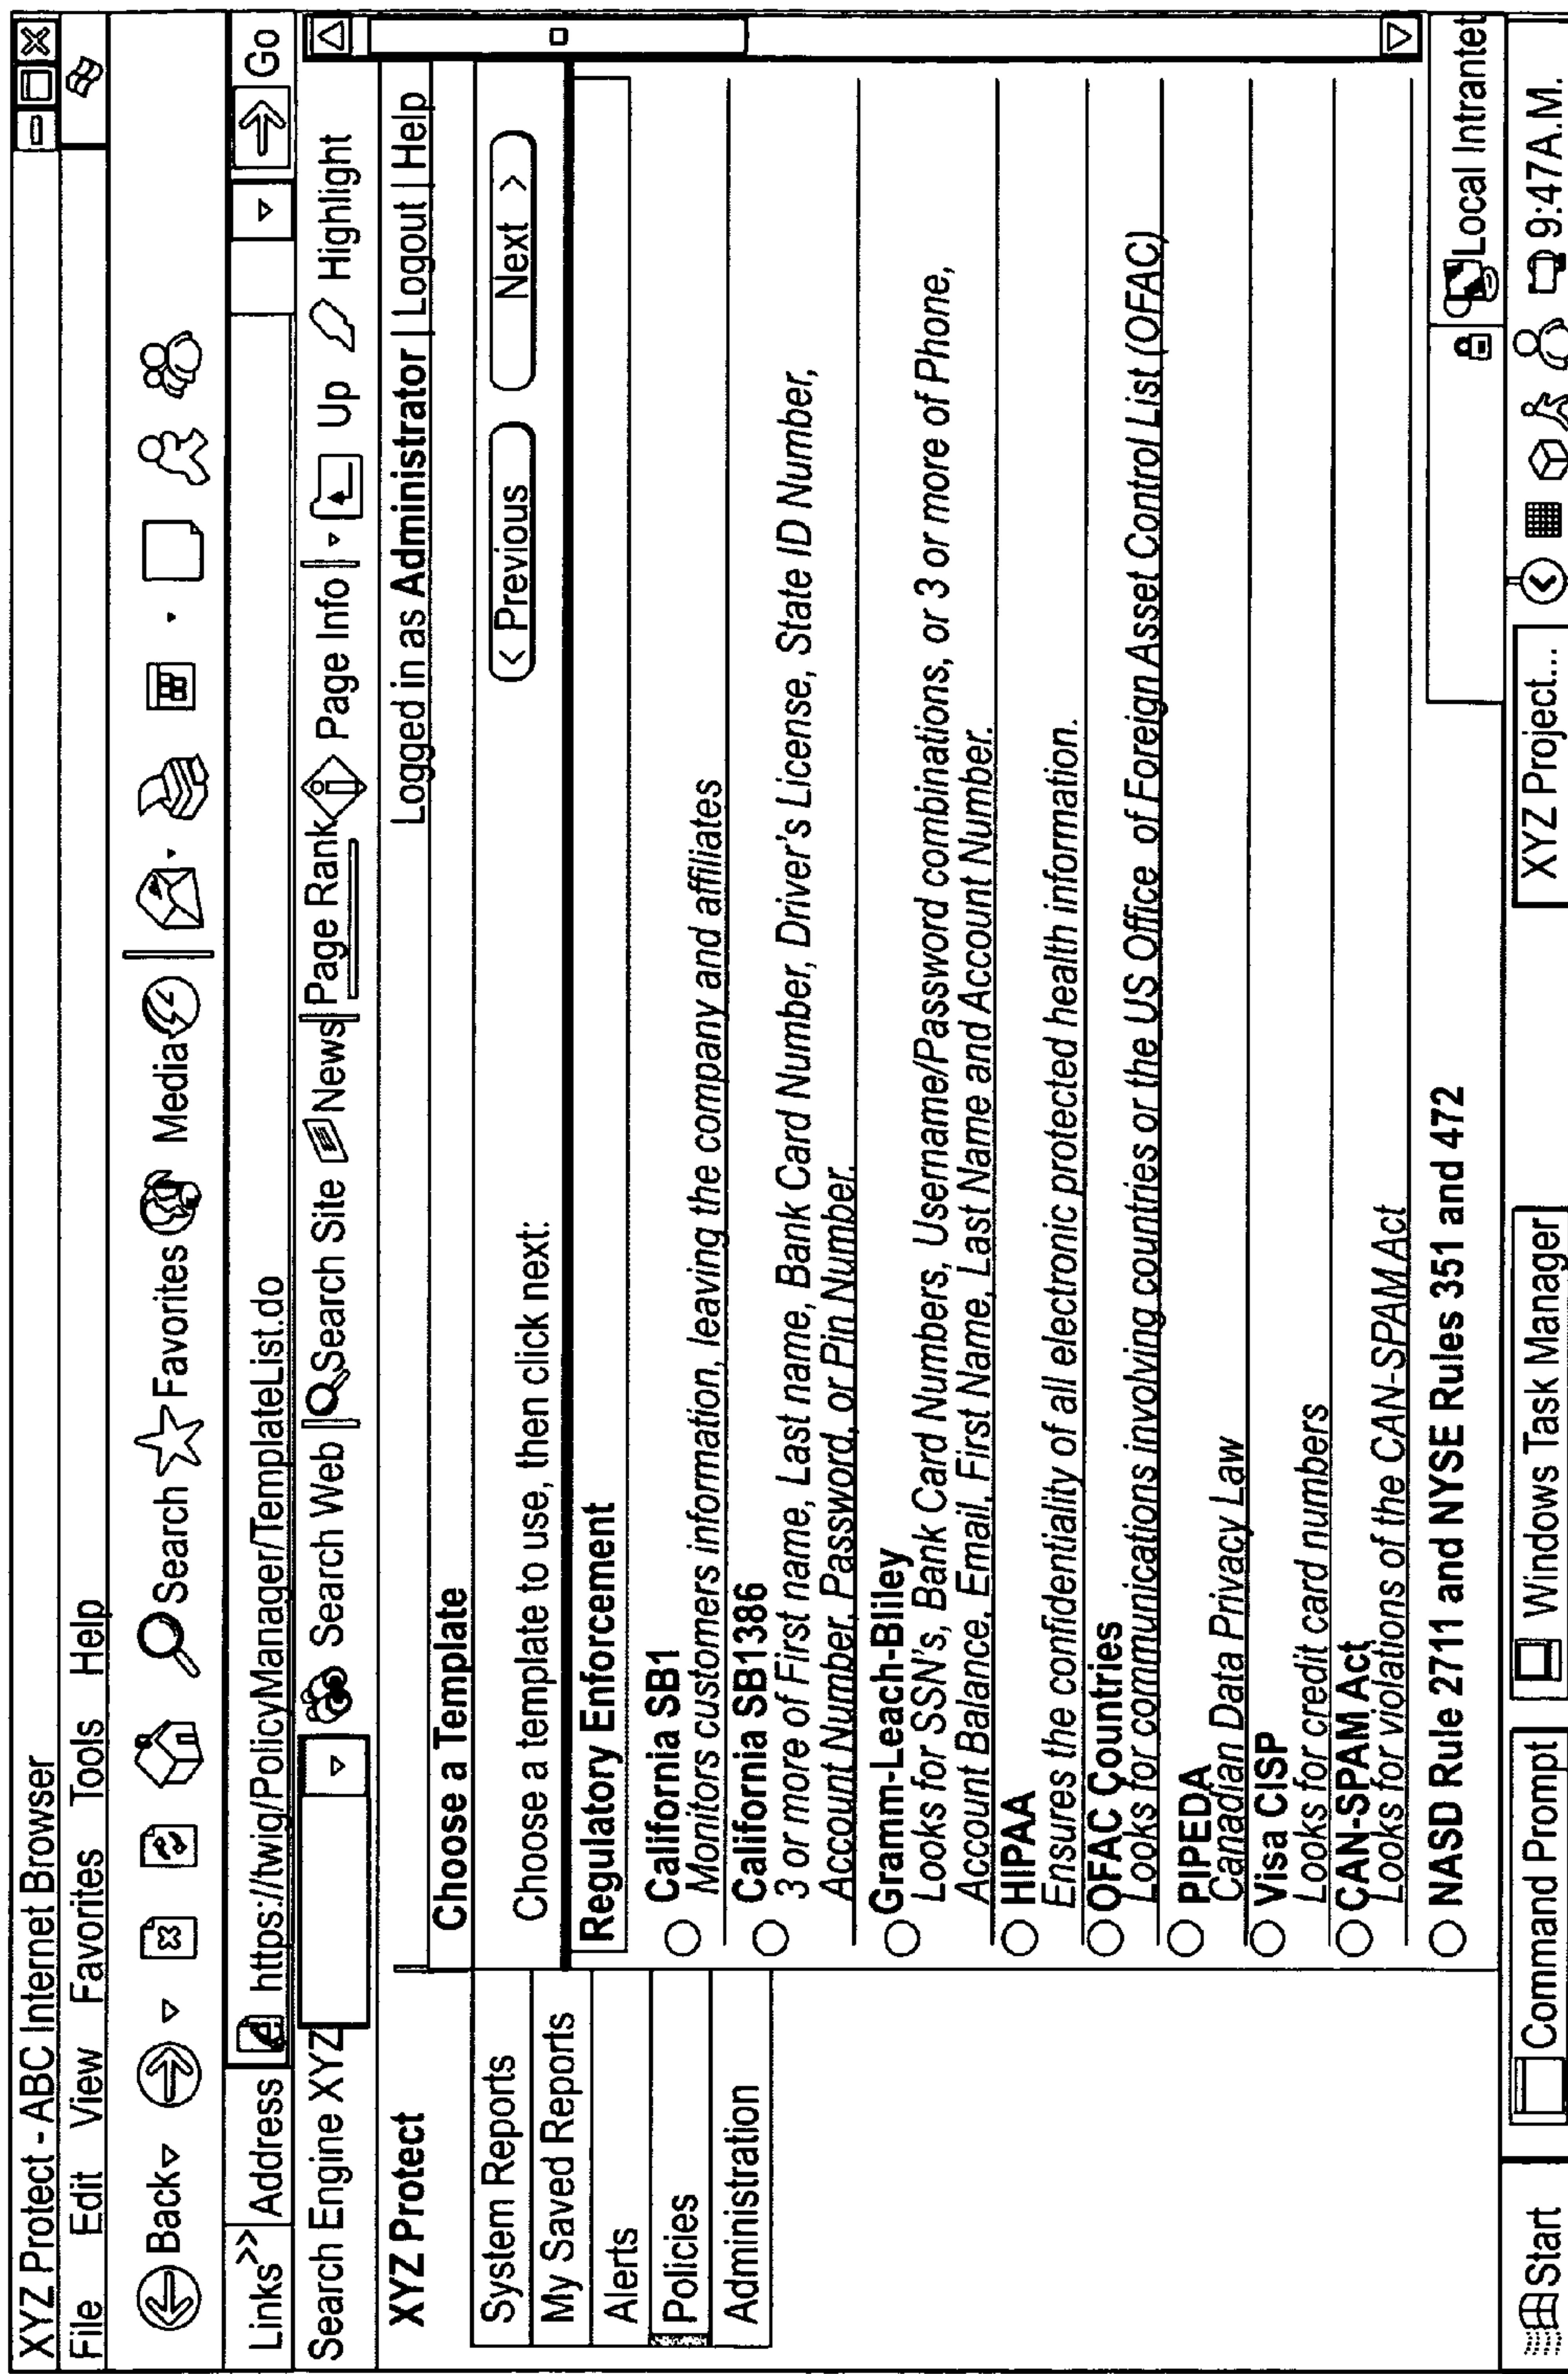 XYZ Protect - ABC Internet Browser
File Edit View Favorites Tools Help
Back Search Favorites Media
Links >> Address https://twig/PolicyManager/TemplateList.do Go
Search Engine XYZ Search Web Search Site News Page Rank Page Info Up Highlight
XYZ Protect
Logged in as Administrator | Logout | Help
System Reports
My Saved Reports
Alerts
Policies
Administration
Choose a Template
Choose a template to use, then click next:
< Previous
Next >
Regulatory Enforcement
California SB1
Monitors customers information, leaving the company and affiliates
California SB1386
3 or more of First name, Last name, Bank Card Number, Driver's License, State ID Number,
Account Number, Password, or Pin Number.
Gramm-Leach-Bliley
Looks for SSN's, Bank Card Numbers, Username/Password combinations, or 3 or more of Phone,
Account Balance, Email, First Name, Last Name and Account Number.
HIPAA
Ensures the confidentiality of all electronic protected health information.
OFAC Countries
Looks for communications involving countries or the US Office of Foreign Asset Control List (OFAC)
PIPEDA
Canadian Data Privacy Law
Visa CISP
Looks for credit card numbers
CAN-SPAM Act
Looks for violations of the CAN-SPAM Act
NASD Rule 2711 and NYSE Rules 351 and 472
Local Intrantet
Start Command Prompt Windows Task Manager XYZ Project... 9:47A.M.